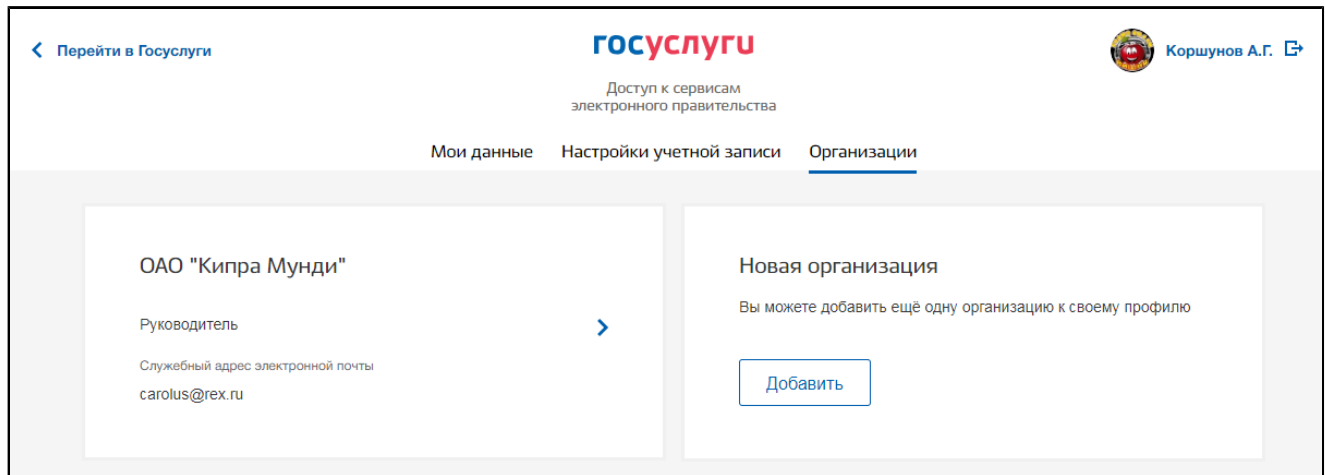 Перейти в Госуслуги
госуслуги
Коршунов А.Г.
Доступ к сервисам
электронного правительства
Мои данные Настройки учетной записи Организации
ОАО "Кипра Мунди"
Руководитель
Служебный адрес электронной почты
carolus@rex.ru
Новая организация
Вы можете добавить ещё одну организацию к своему профилю
Добавить